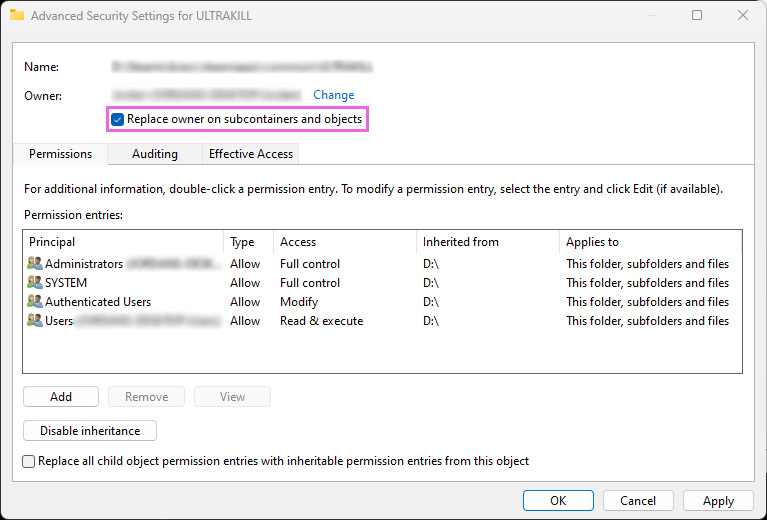 Advanced Security Settings for ULTRAKILL
Name:
Owner: Change
Replace owner on subcontainers and objects
Permissions Auditing Effective Access
For additional information, double-click a permission entry. To modify a permission entry, select the entry and click Edit (if available).
Permission entries:
Principal Type Access Inherited from Applies to
Administrators Allow Full control D:\ This folder, subfolders and files
SYSTEM Allow Full control D:\ This folder, subfolders and files
Authenticated Users Allow Modify D:\ This folder, subfolders and files
Users Allow Read & execute D:\ This folder, subfolders and files
Add Remove View
Disable inheritance
Replace all child object permission entries with inheritable permission entries from this object
OK Cancel Apply